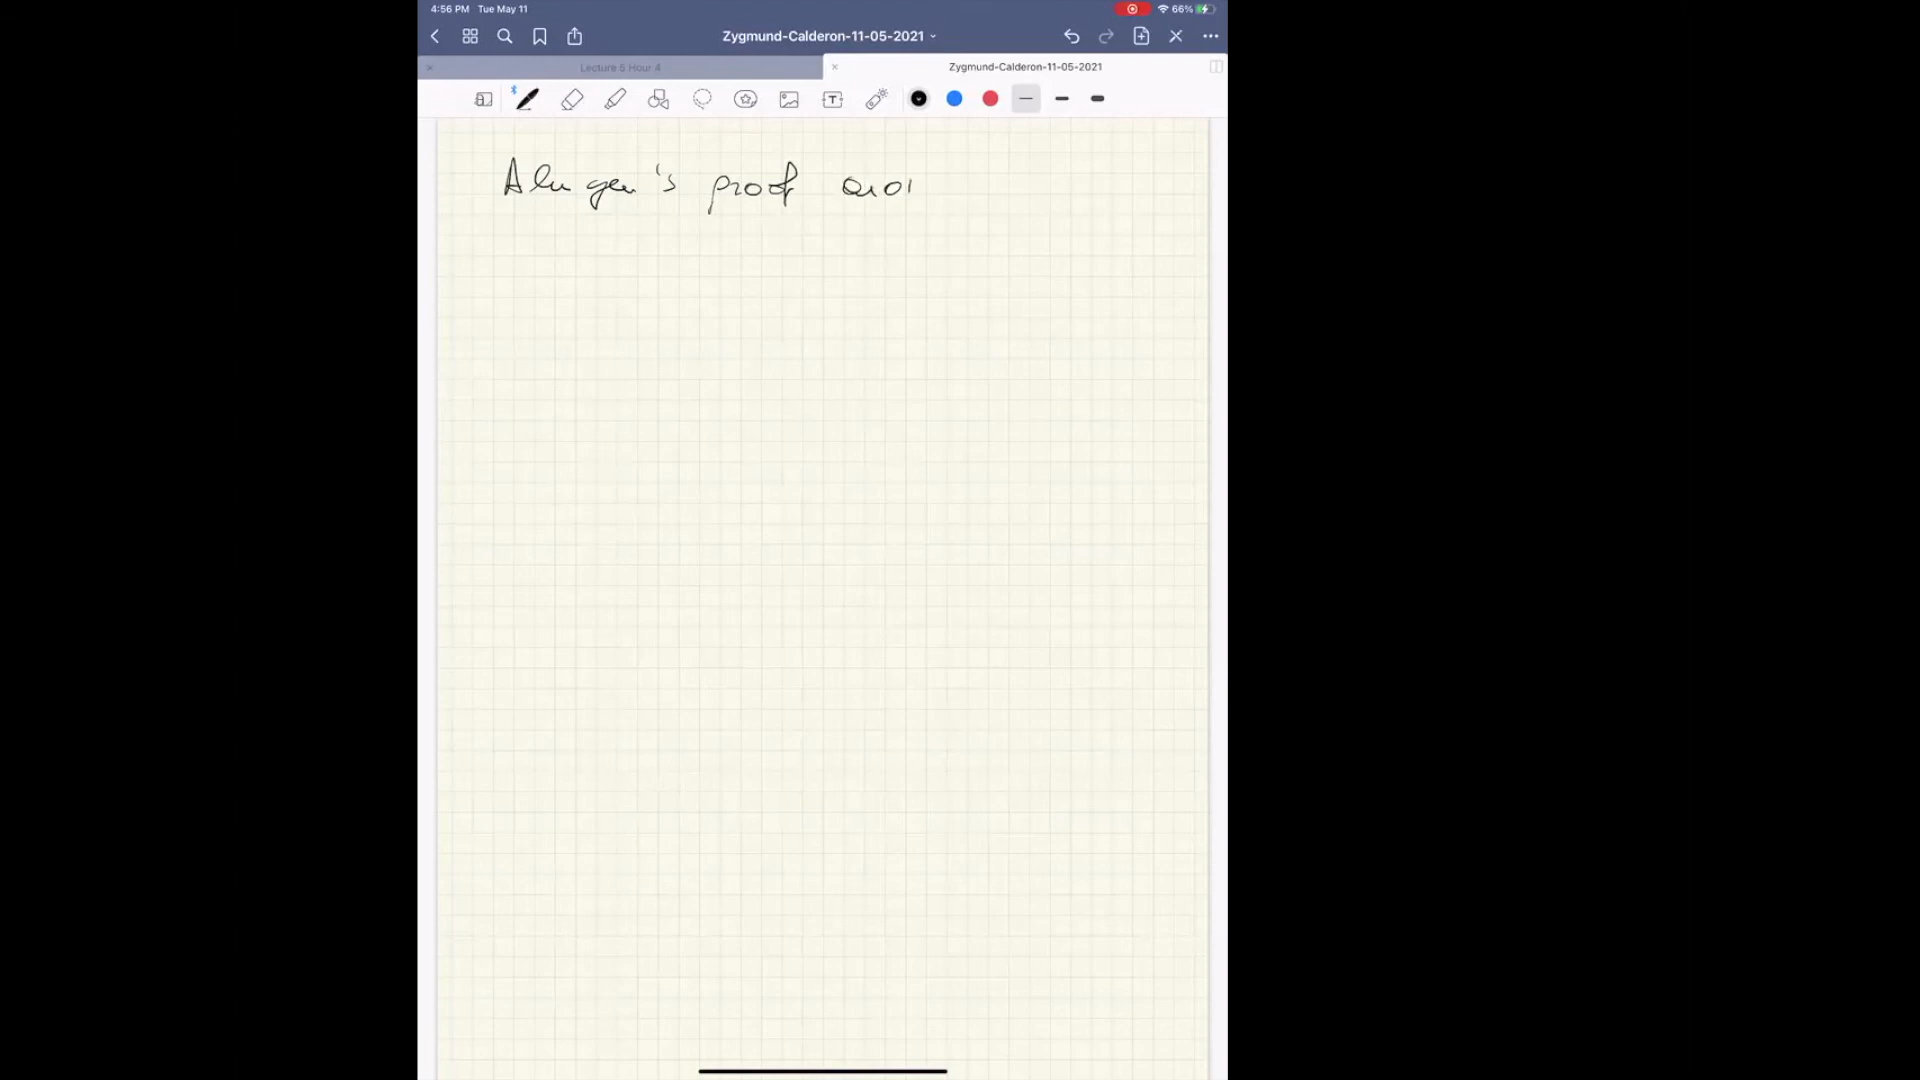 4:56 PM Tue May 11
66%
Zygmund-Calderon-11-05-2021
Lecture 5 Hour 4
Zygmund-Calderon-11-05-2021
T
proof